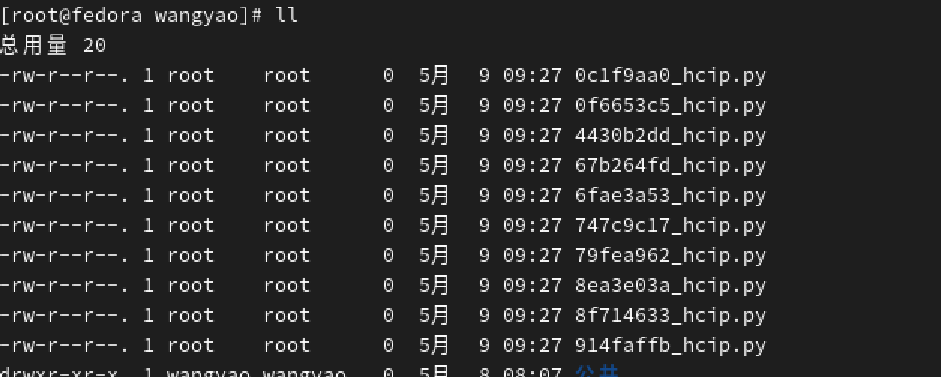 [root@fedora wangyao]# ll
总用量 20
-rw-r--r--. 1 root    root      0  5月   9 09:27 0c1f9aa0_hcip.py
-rw-r--r--. 1 root    root      0  5月   9 09:27 0f6653c5_hcip.py
-rw-r--r--. 1 root    root      0  5月   9 09:27 4430b2dd_hcip.py
-rw-r--r--. 1 root    root      0  5月   9 09:27 67b264fd_hcip.py
-rw-r--r--. 1 root    root      0  5月   9 09:27 6fae3a53_hcip.py
-rw-r--r--. 1 root    root      0  5月   9 09:27 747c9c17_hcip.py
-rw-r--r--. 1 root    root      0  5月   9 09:27 79fea962_hcip.py
-rw-r--r--. 1 root    root      0  5月   9 09:27 8ea3e03a_hcip.py
-rw-r--r--. 1 root    root      0  5月   9 09:27 8f714633_hcip.py
-rw-r--r--. 1 root    root      0  5月   9 09:27 914faffb_hcip.py
drwxr-xr-x. 1 wangyao wangyao   0  5月   8 08:07 公共